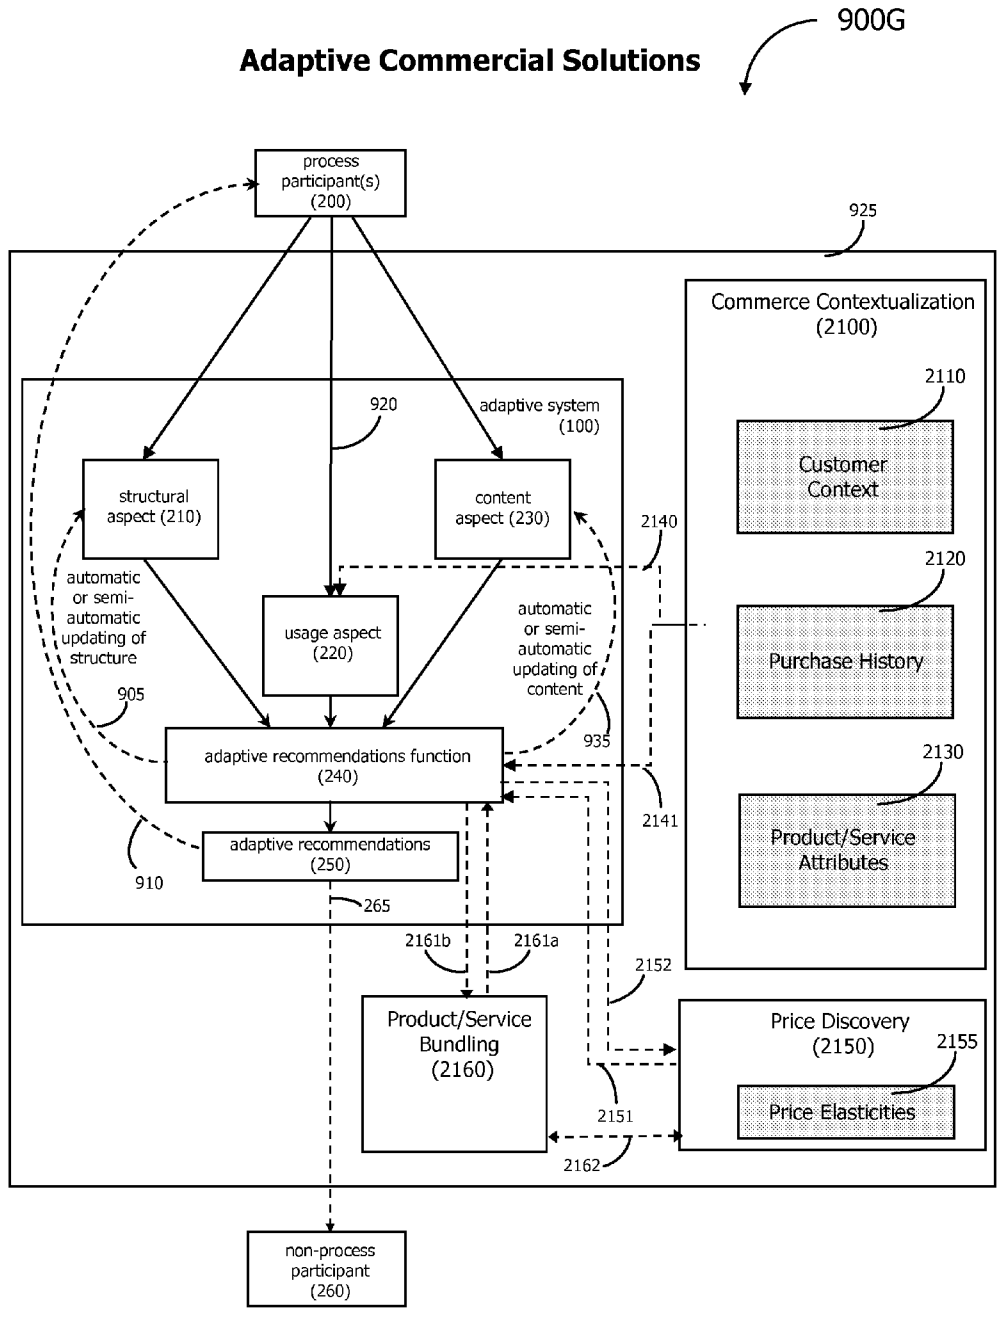 900G
Adaptive Commercial Solutions
process
participant(s)
(200)
925
Commerce Contextualization
(2100)
2110
Customer
Context
2120
Purchase History
2130
Product/Service
Attributes
920
adaptive system
(100)
structural
aspect (210)
content
aspect (230)
2140
automatic
or semi-
automatic
updating of
structure
usage aspect
(220)
automatic
or semi-
automatic
updating of
content
905
935
adaptive recommendations function
(240)
2141
adaptive recommendations
(250)
910
265
2161b
2161a
2152
Product/Service
Bundling
(2160)
Price Discovery
(2150)
2155
Price Elasticities
2151
2162
non-process
participant
(260)